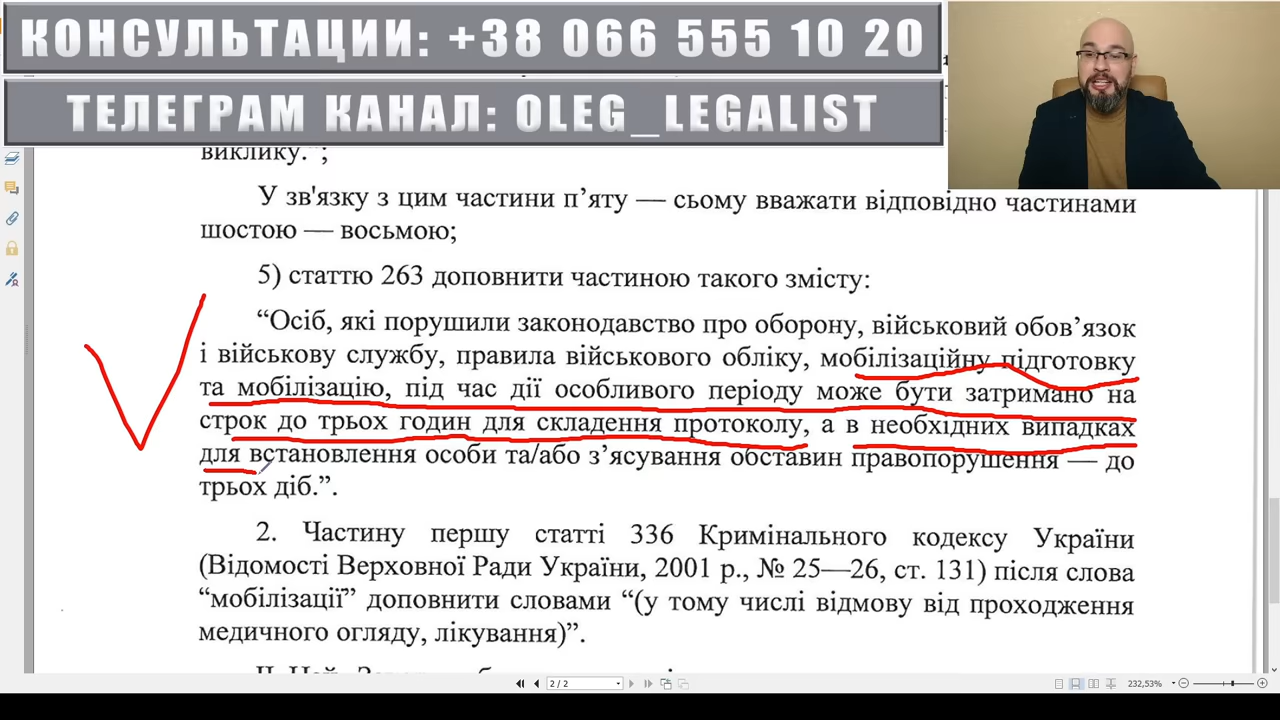 КОНСУЛЬТАЦИИ: +38 066 555 10 20
ТЕЛЕГРАМ КАНАЛ: OLEG_LEGALIST
виклику.”;
У зв'язку з цим частини п’яту — сьому вважати відповідно частинами
шостою — восьмою;
5) статтю 263 доповнити частиною такого змісту:
“Осіб, які порушили законодавство про оборону, військовий обов’язок
і військову службу, правила військового обліку, мобілізаційну підготовку
та мобілізацію, під час дії особливого періоду може бути затримано на
строк до трьох годин для складення протоколу, а в необхідних випадках
для встановлення особи та/або з’ясування обставин правопорушення — до
трьох діб.”.
2. Частину першу статті 336 Кримінального кодексу України
(Відомості Верховної Ради України, 2001 р., № 25—26, ст. 131) після слова
“мобілізації” доповнити словами “(у тому числі відмову від проходження
медичного огляду, лікування)”.
2 / 2
232,53%